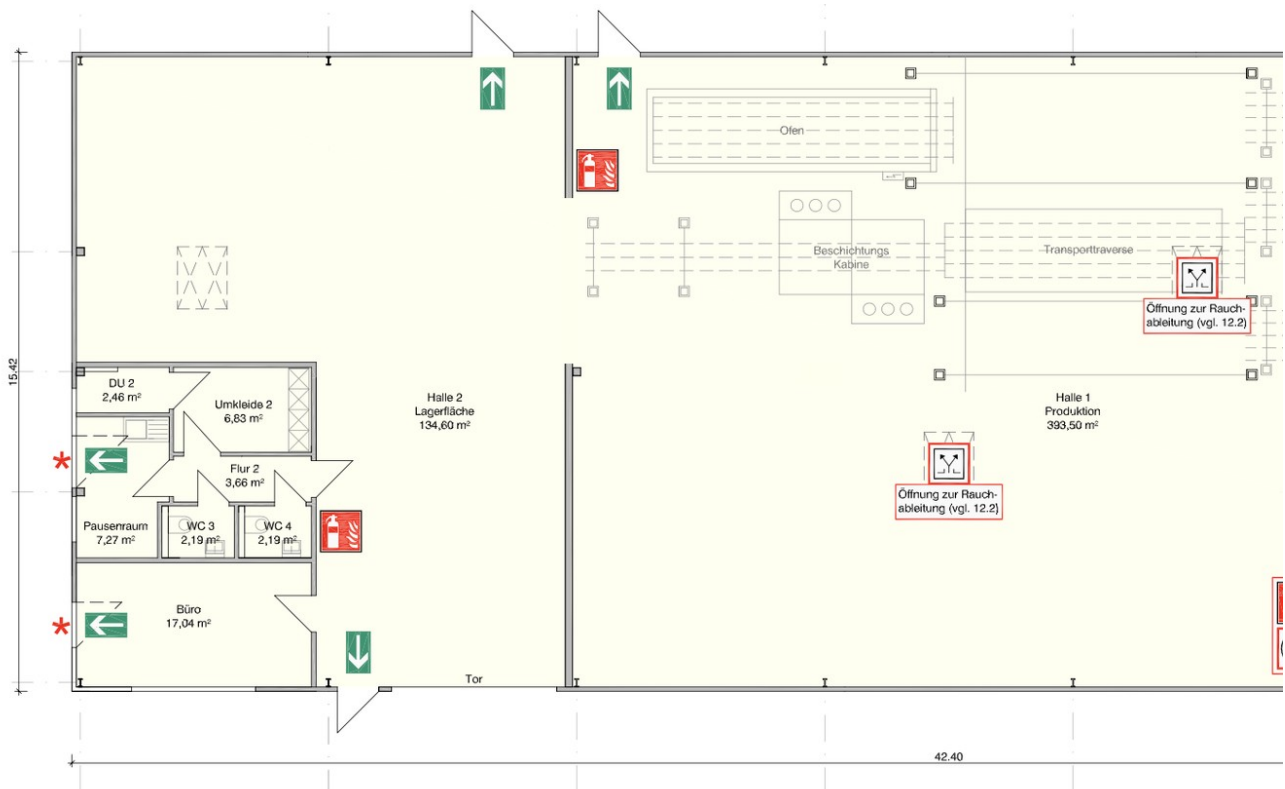 Ofen
Beschichtungs
Kabine
Transporttraverse
Öffnung zur Rauch-
ableitung (vgl. 12.2)
15.42
DU 2
2,46 m²
Umkleide 2
6,83 m²
Halle 2
Lagerfläche
134,60 m²
Halle 1
Produktion
393,50 m²
*
Flur 2
3,66 m²
Öffnung zur Rauch-
ableitung (vgl. 12.2)
Pausenraum
7,27 m²
WC 3
2,19 m²
WC 4
2,19 m²
Büro
17,04 m²
*
Tor
42.40